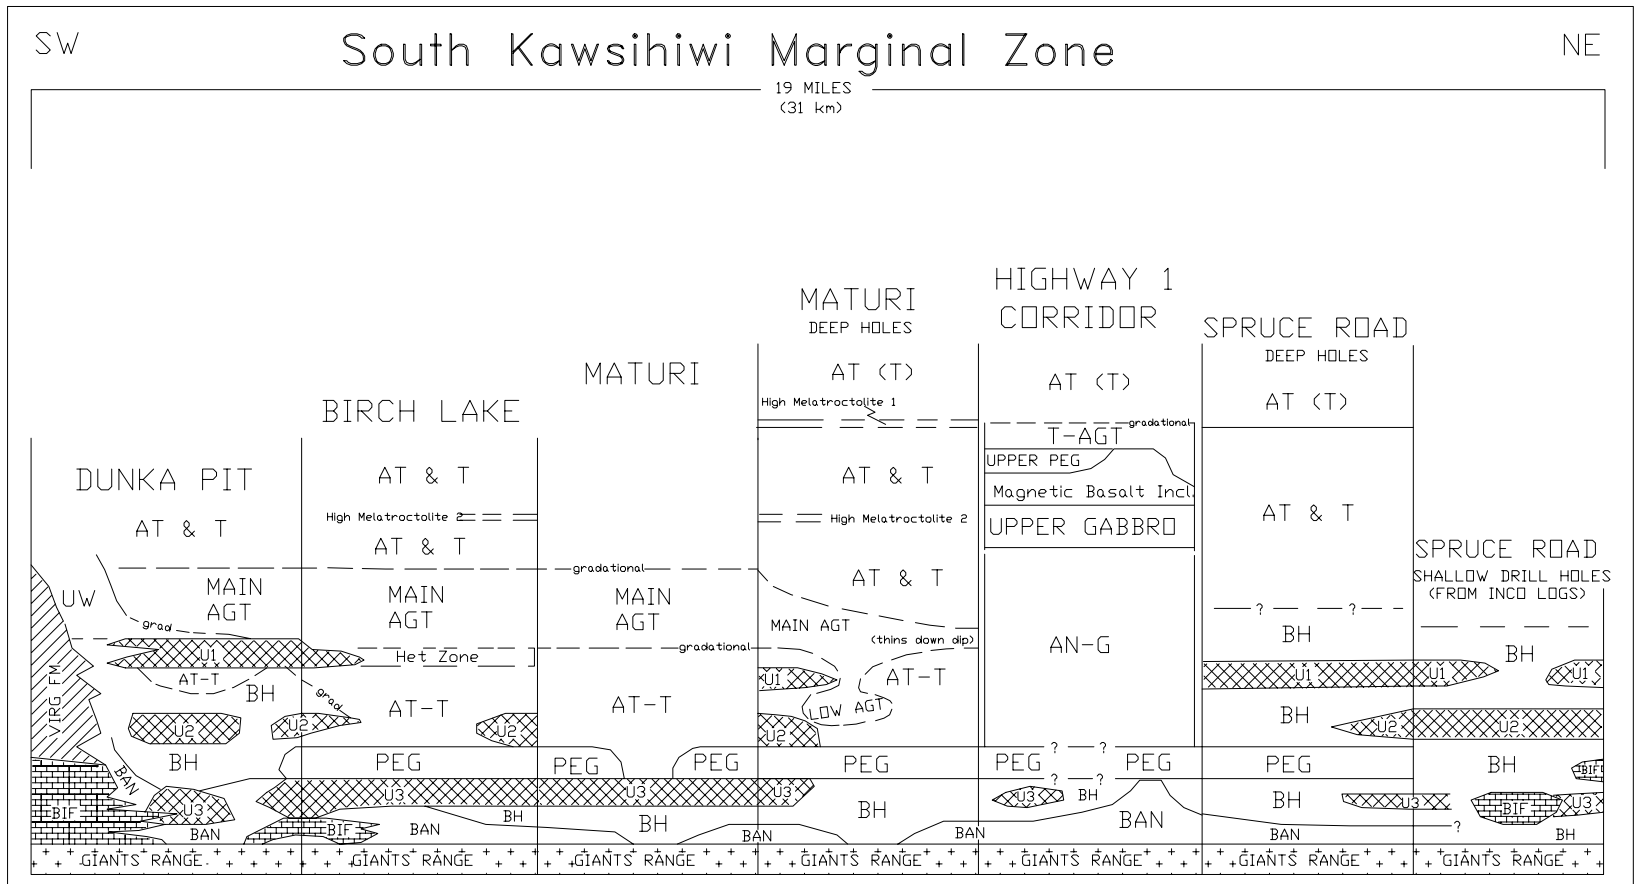 SW
South Kawsihiwi Marginal Zone
NE
19 MILES
(31 km)
DUNKA PIT
AT & T
UW
MAIN
AGT
grad
U1
AT-T
BH
grad
VIRG FM
U2
U2
BH
BAN
U3
BIF
BAN
GIANTS RANGE
BIRCH LAKE
AT & T
High Melatroctolite 2
AT & T
MAIN
AGT
Het Zone
AT-T
U2
PEG
U3
BH
BIF
BAN
GIANTS RANGE
MATURI
gradational
MAIN
AGT
gradational
AT-T
PEG
PEG
U3
BH
BAN
GIANTS RANGE
MATURI
DEEP HOLES
AT (T)
High Melatroctolite 1
AT & T
High Melatroctolite 2
AT & T
MAIN AGT
(thins down dip)
U1
AT-T
LOW AGT
U2
PEG
U3
BH
BAN
GIANTS RANGE
HIGHWAY 1
CORRIDOR
AT (T)
gradational
T-AGT
UPPER PEG
Magnetic Basalt Incl.
UPPER GABBRO
AN-G
? ?
PEG
PEG
? ?
U3
BH
BAN
GIANTS RANGE
SPRUCE ROAD
DEEP HOLES
AT (T)
AT & T
? ?
BH
U1
BH
U2
PEG
BH
U3
BAN
GIANTS RANGE
SPRUCE ROAD
SHALLOW DRILL HOLES
(FROM INCO LOGS)
BH
U1
U2
BH
BIF
BIF
U3
?
BH
GIANTS RANGE